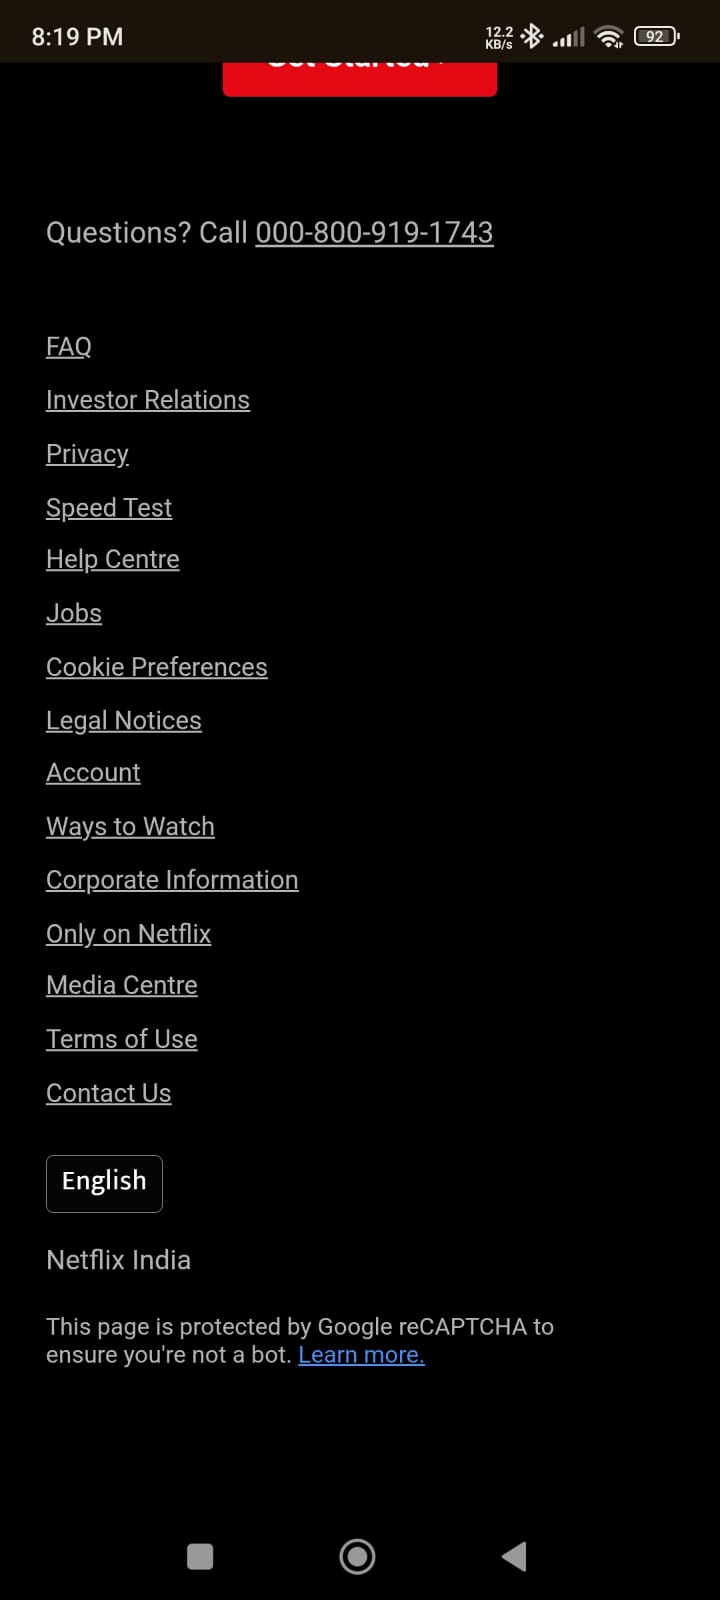 8:19 PM
12.2
KB/s
92
Get Started
Questions? Call 000-800-919-1743
FAQ
Investor Relations
Privacy
Speed Test
Help Centre
Jobs
Cookie Preferences
Legal Notices
Account
Ways to Watch
Corporate Information
Only on Netflix
Media Centre
Terms of Use
Contact Us
English
Netflix India
This page is protected by Google reCAPTCHA to
ensure you're not a bot. Learn more.